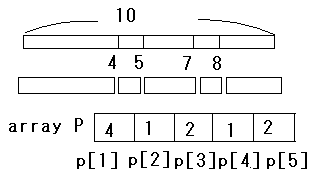 10
4 5 7 8
array P 4 1 2 1 2
p[1] p[2] p[3] p[4] p[5]